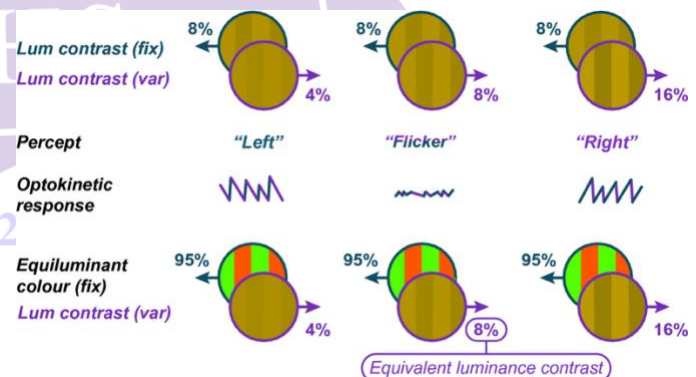 8% 8% 8%
Lum contrast (fix)
Lum contrast (var)
4% 8% 16%
Percept “Left” “Flicker” “Right”
Optokinetic
response
95% 95% 95%
Equiluminant
colour (fix)
Lum contrast (var)
4% 8% 16%
Equivalent luminance contrast